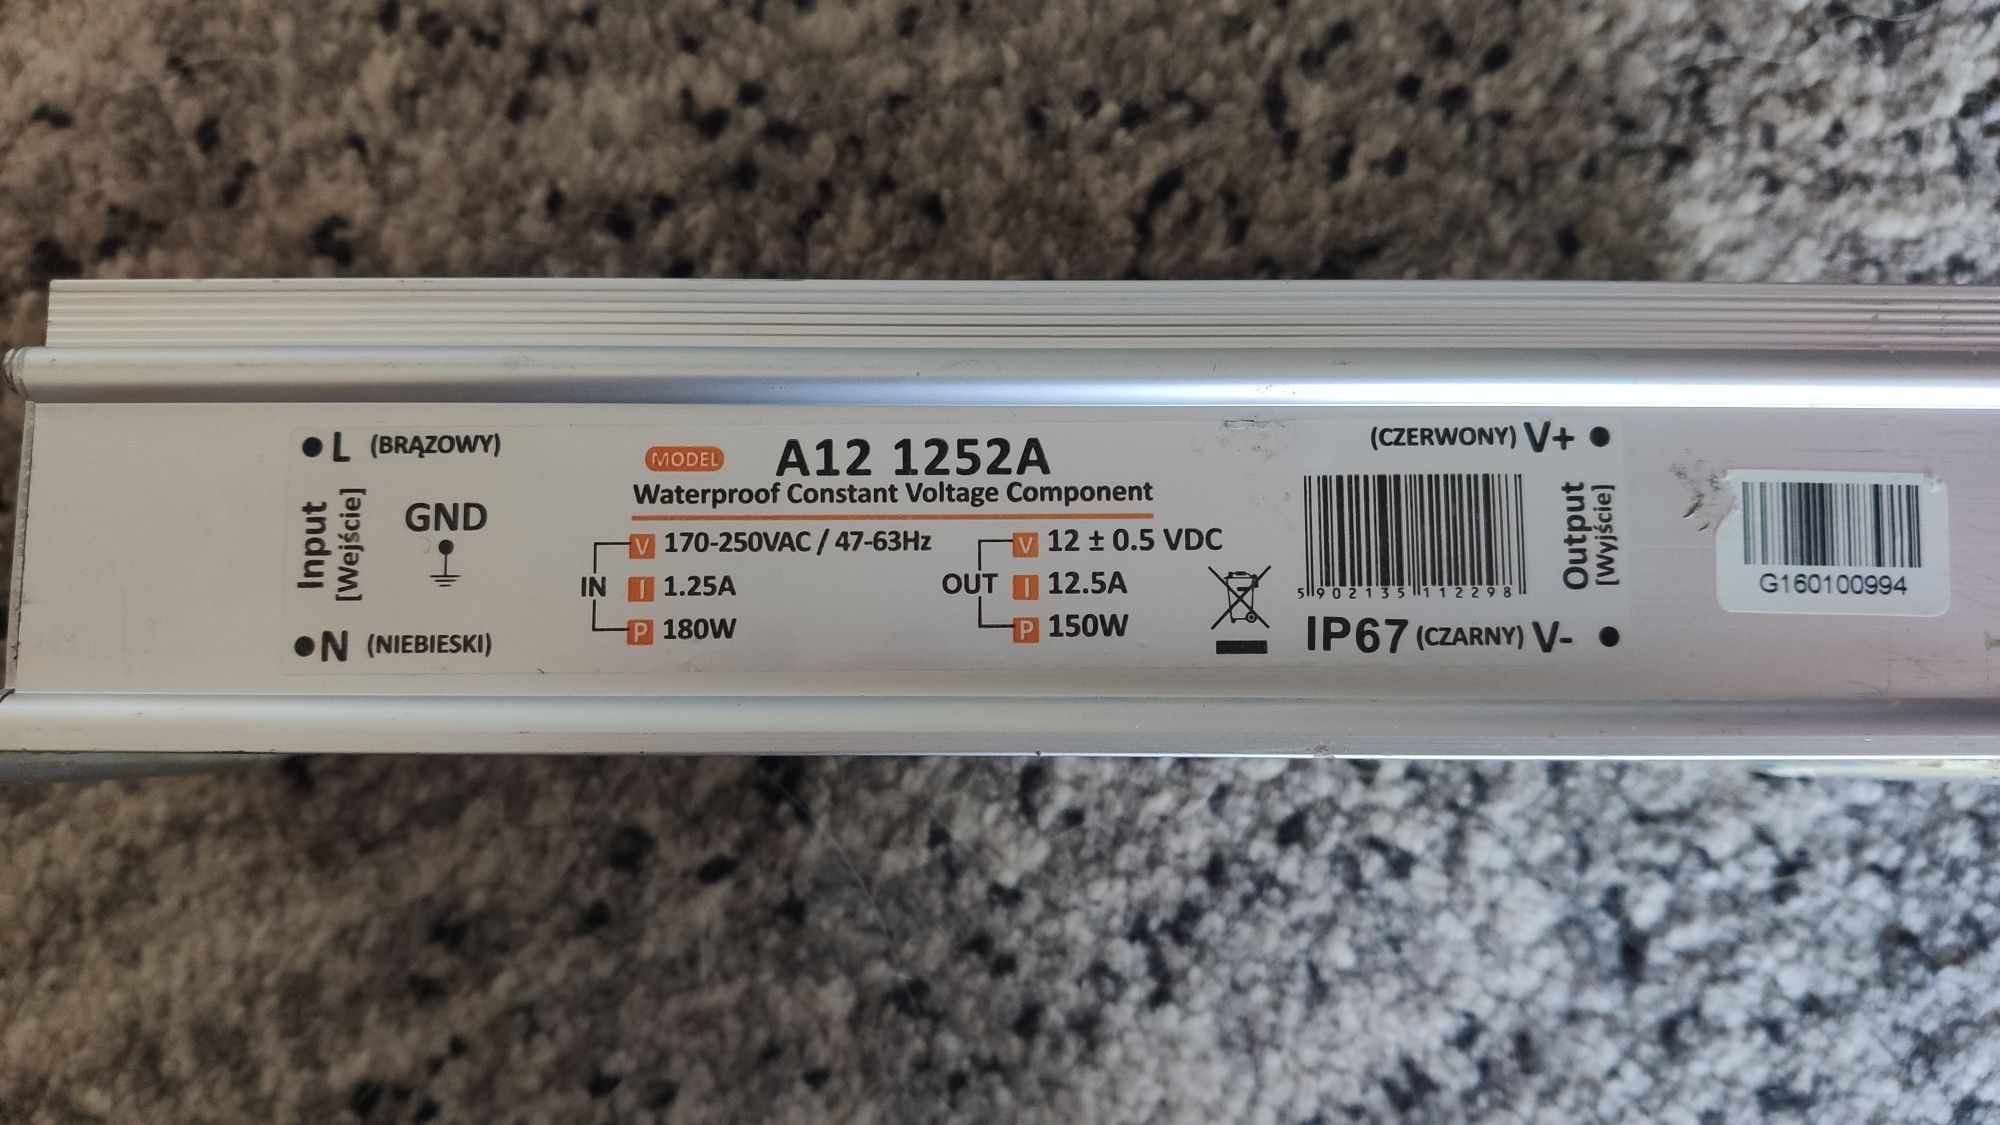 L (BRĄZOWY)
Input
[Wejście]
GND
N (NIEBIESKI)
MODEL A12 1252A
Waterproof Constant Voltage Component
IN
V 170-250VAC / 47-63Hz
I 1.25A
P 180W
OUT
V 12 ± 0.5 VDC
I 12.5A
P 150W
(CZERWONY) V+
5 902135 112298
IP67 (CZARNY) V-
Output
[Wyjście]
G160100994